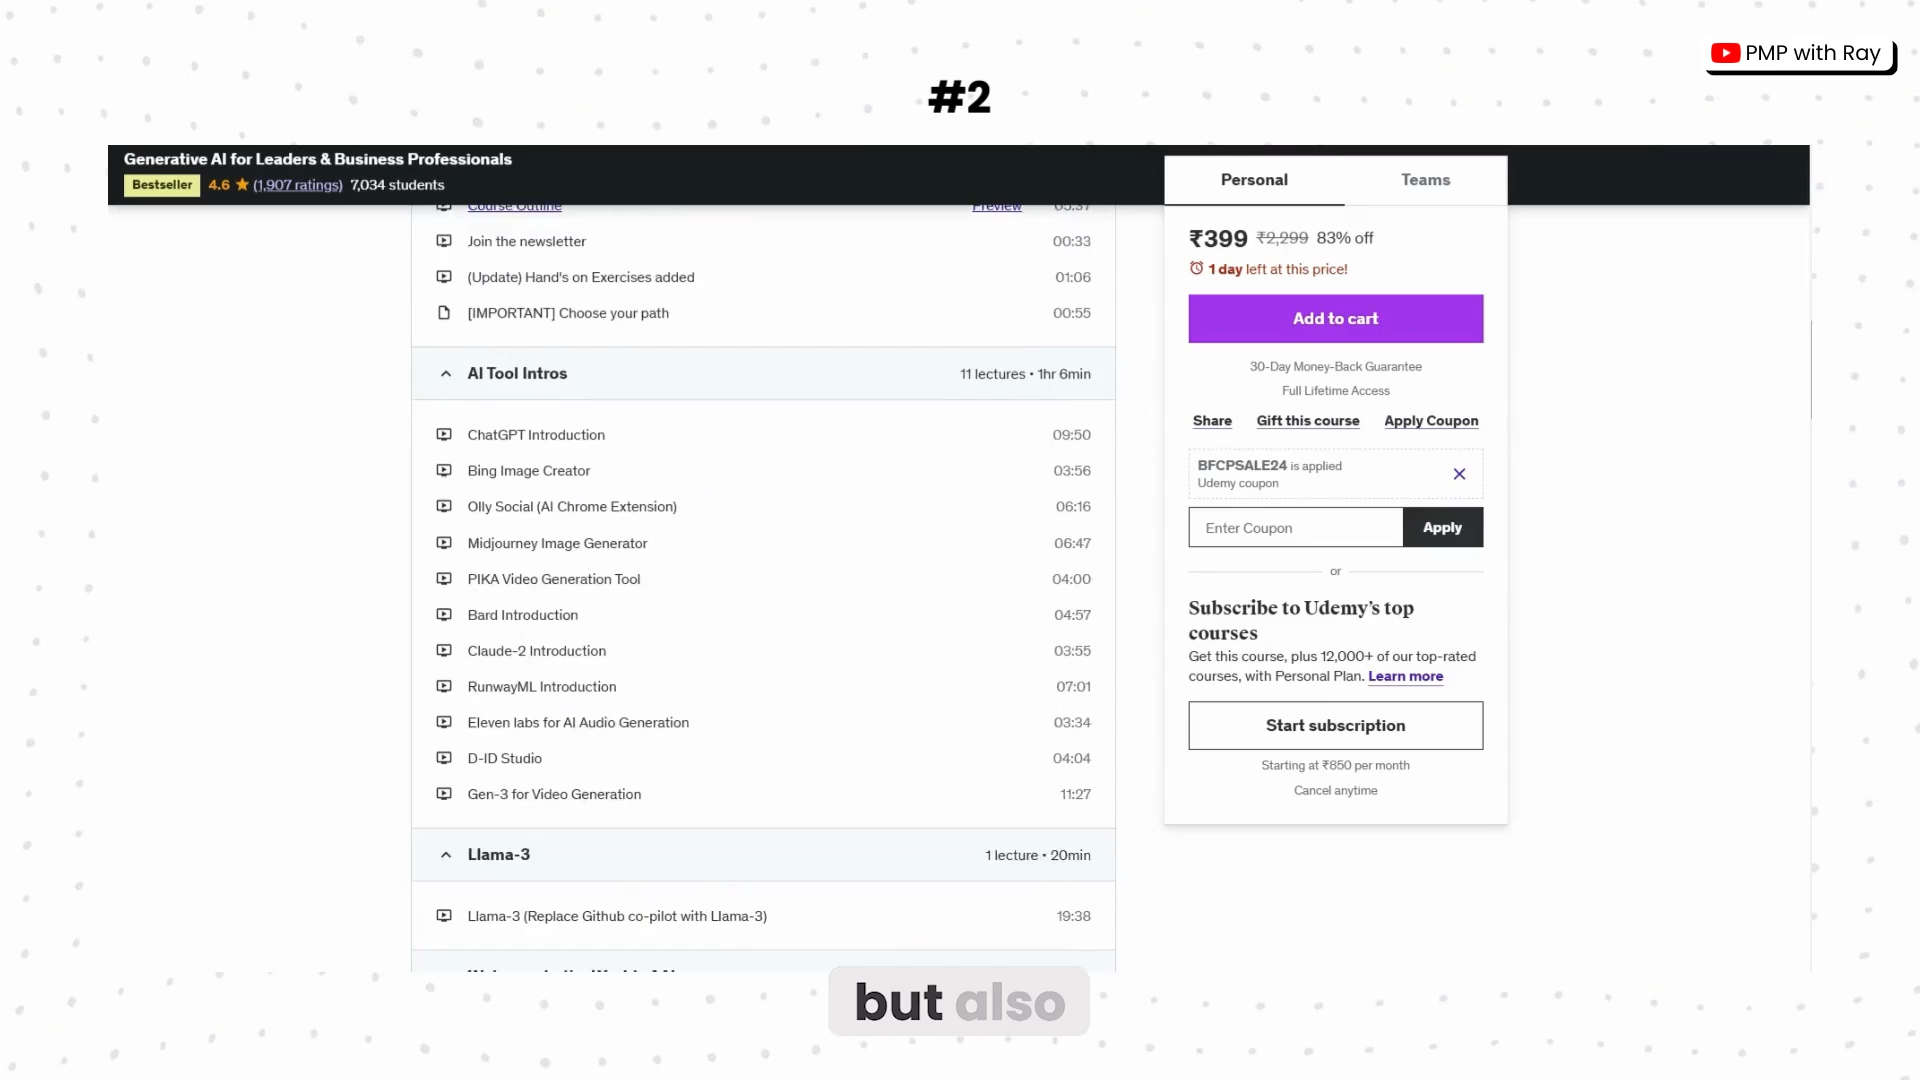 PMP with Ray
#2
Generative AI for Leaders & Business Professionals
Bestseller 4.6 (1,907 ratings) 7,034 students
Personal Teams
Course Outline Preview 05:37
Join the newsletter 00:33
(Update) Hand's on Exercises added 01:06
[IMPORTANT] Choose your path 00:55
AI Tool Intros 11 lectures • 1hr 6min
ChatGPT Introduction 09:50
Bing Image Creator 03:56
Olly Social (AI Chrome Extension) 06:16
Midjourney Image Generator 06:47
PIKA Video Generation Tool 04:00
Bard Introduction 04:57
Claude-2 Introduction 03:55
RunwayML Introduction 07:01
Eleven labs for AI Audio Generation 03:34
D-ID Studio 04:04
Gen-3 for Video Generation 11:27
Llama-3 1 lecture • 20min
Llama-3 (Replace Github co-pilot with Llama-3) 19:38
₹399 ₹2,299 83% off
1 day left at this price!
Add to cart
30-Day Money-Back Guarantee
Full Lifetime Access
Share Gift this course Apply Coupon
BFCPSALE24 is applied
Udemy coupon
Enter Coupon Apply
or
Subscribe to Udemy's top
courses
Get this course, plus 12,000+ of our top-rated
courses, with Personal Plan. Learn more
Start subscription
Starting at ₹850 per month
Cancel anytime
but also